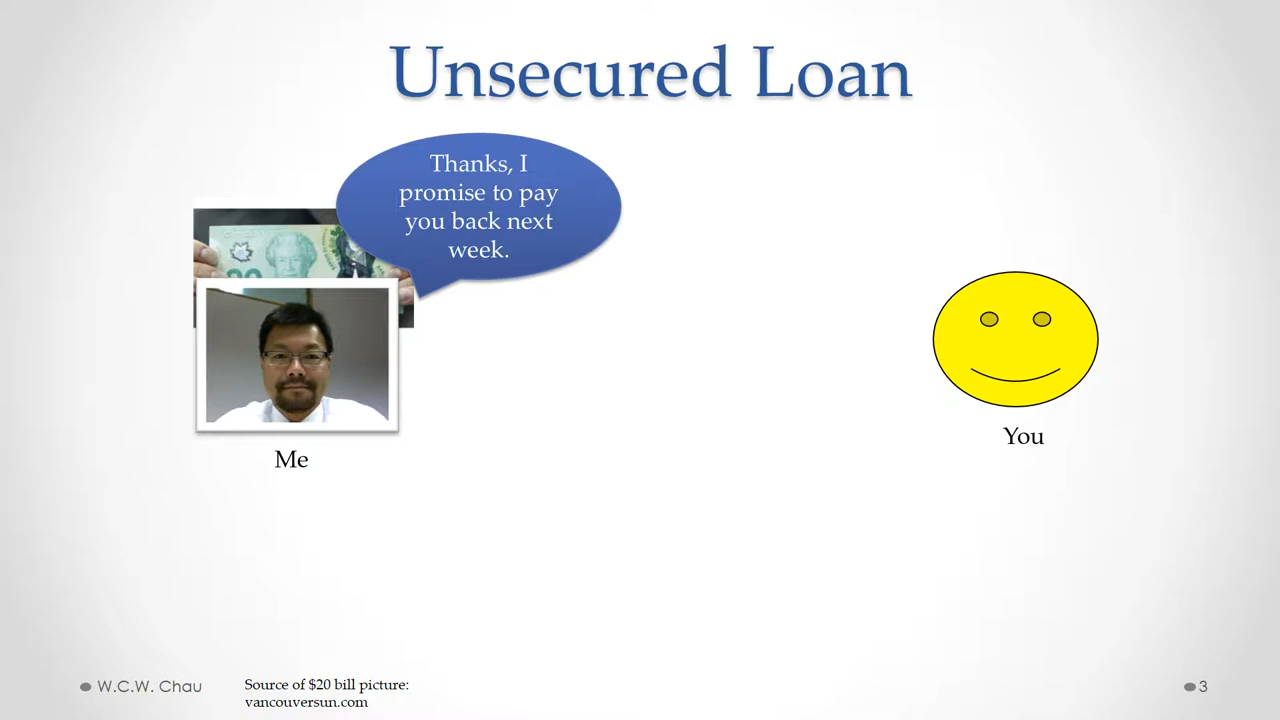 Unsecured Loan
Thanks, I
promise to pay
you back next
week.
Me
You
W.C.W. Chau
Source of $20 bill picture:
vancouversun.com
3